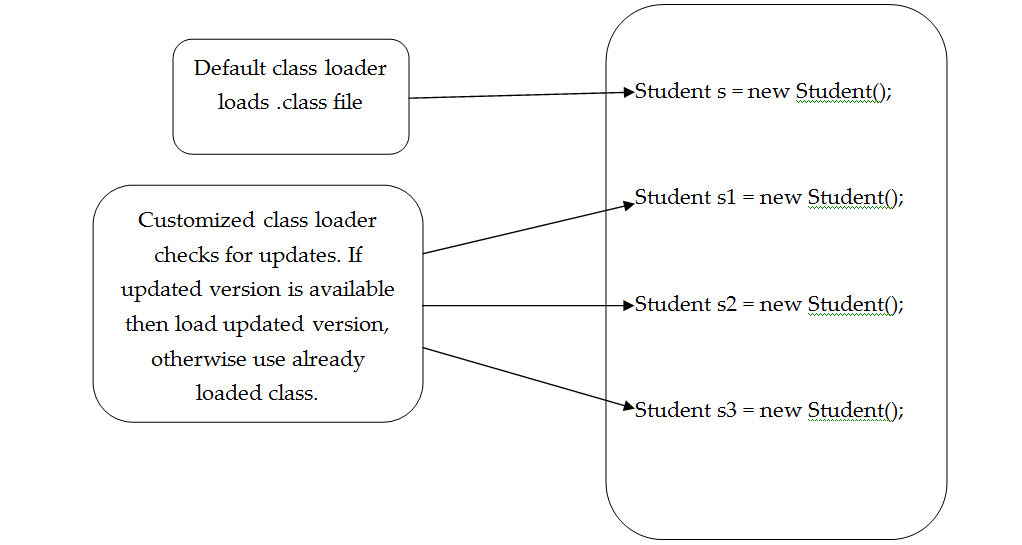 Default class loader
loads .class file
Student s = new Student();
Customized class loader
checks for updates. If
updated version is available
then load updated version,
otherwise use already
loaded class.
Student s1 = new Student();
Student s2 = new Student();
Student s3 = new Student();